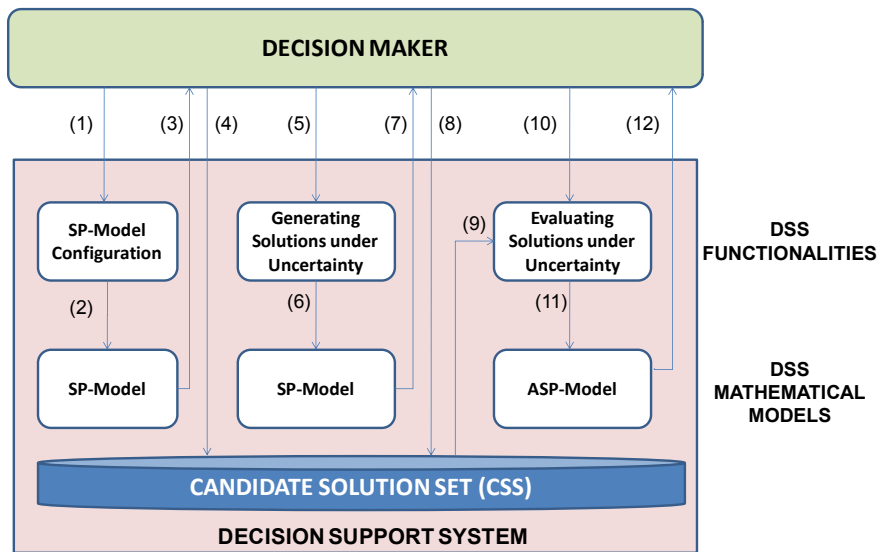 DECISION MAKER
(1)
(3)
(4)
(5)
(7)
(8)
(10)
(12)
SP-Model
Configuration
Generating
Solutions under
Uncertainty
(9)
Evaluating
Solutions under
Uncertainty
DSS
FUNCTIONALITIES
(2)
(6)
(11)
SP-Model
SP-Model
ASP-Model
DSS
MATHEMATICAL
MODELS
CANDIDATE SOLUTION SET (CSS)
DECISION SUPPORT SYSTEM